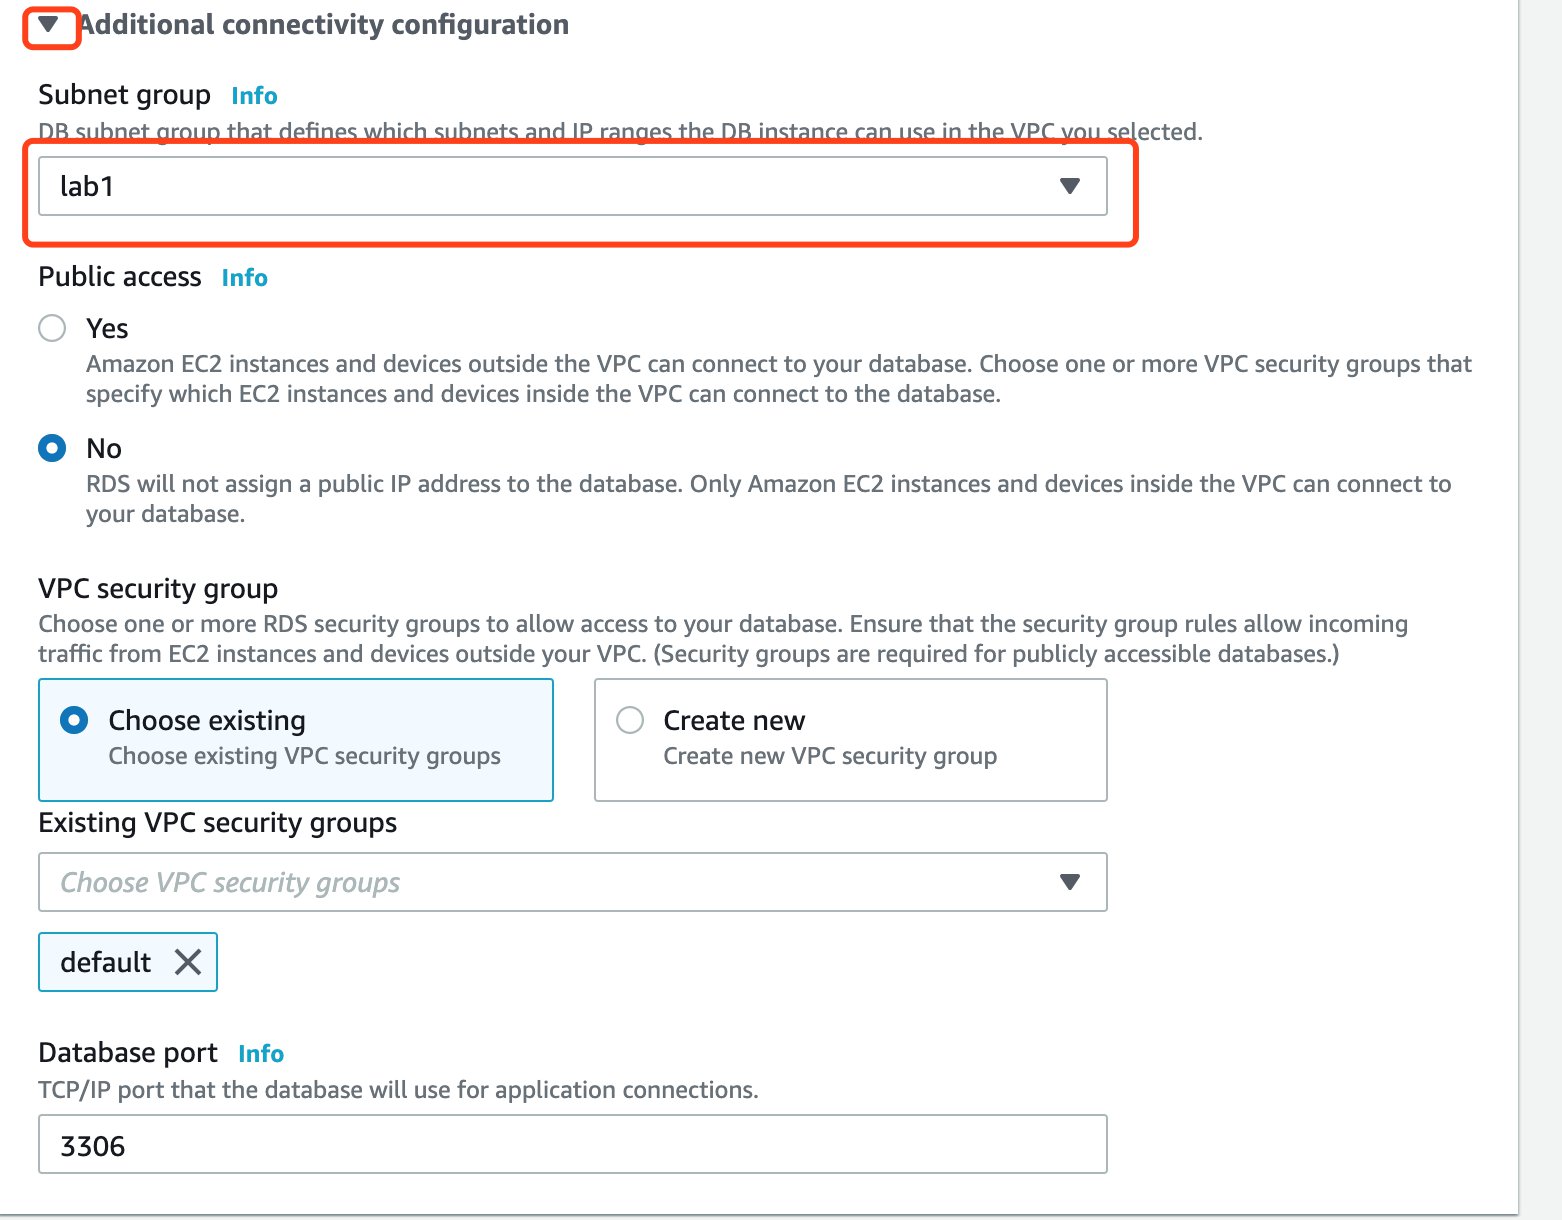 Additional connectivity configuration
Subnet group Info
DB subnet group that defines which subnets and IP ranges the DB instance can use in the VPC you selected.
lab1
Public access Info
Yes
Amazon EC2 instances and devices outside the VPC can connect to your database. Choose one or more VPC security groups that
specify which EC2 instances and devices inside the VPC can connect to the database.
No
RDS will not assign a public IP address to the database. Only Amazon EC2 instances and devices inside the VPC can connect to
your database.
VPC security group
Choose one or more RDS security groups to allow access to your database. Ensure that the security group rules allow incoming
traffic from EC2 instances and devices outside your VPC. (Security groups are required for publicly accessible databases.)
Choose existing
Choose existing VPC security groups
Create new
Create new VPC security group
Existing VPC security groups
Choose VPC security groups
default
Database port Info
TCP/IP port that the database will use for application connections.
3306